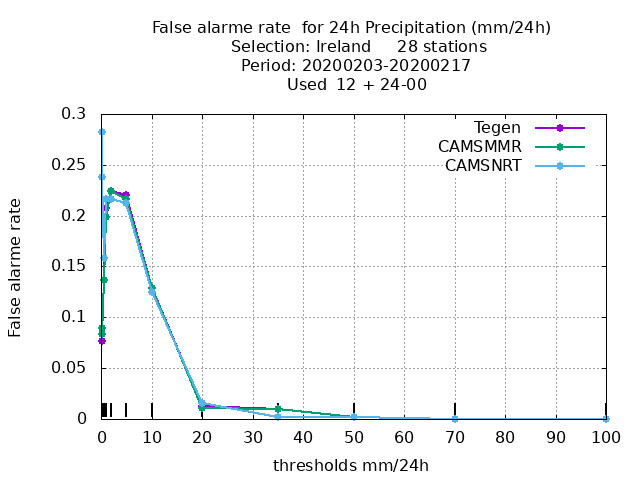 False alarme rate  for 24h Precipitation (mm/24h)
Selection: Ireland     28 stations
Period: 20200203-20200217
Used  12 + 24-00
Tegen
CAMSMMR
CAMSNRT
False alarme rate
0.3
0.25
0.2
0.15
0.1
0.05
0
0 10 20 30 40 50 60 70 80 90 100
thresholds mm/24h